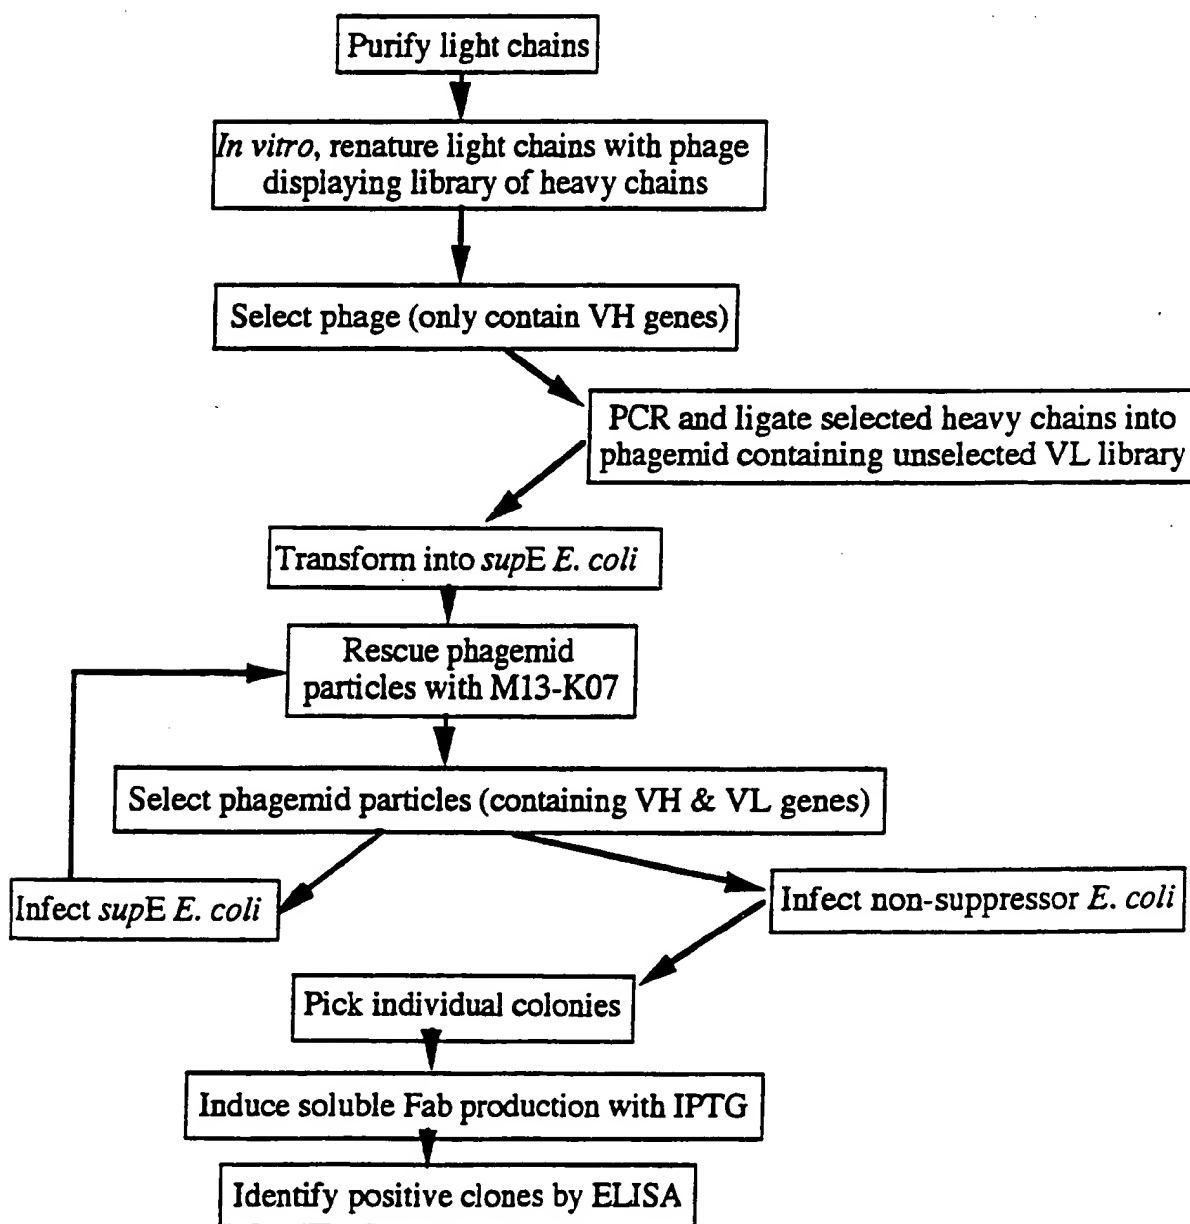 Purify light chains
In vitro, renature light chains with phage
displaying library of heavy chains
Select phage (only contain VH genes)
PCR and ligate selected heavy chains into
phagemid containing unselected VL library
Transform into supE E. coli
Rescue phagemid
particles with M13-K07
Select phagemid particles (containing VH & VL genes)
Infect supE E. coli
Infect non-suppressor E. coli
Pick individual colonies
Induce soluble Fab production with IPTG
Identify positive clones by ELISA